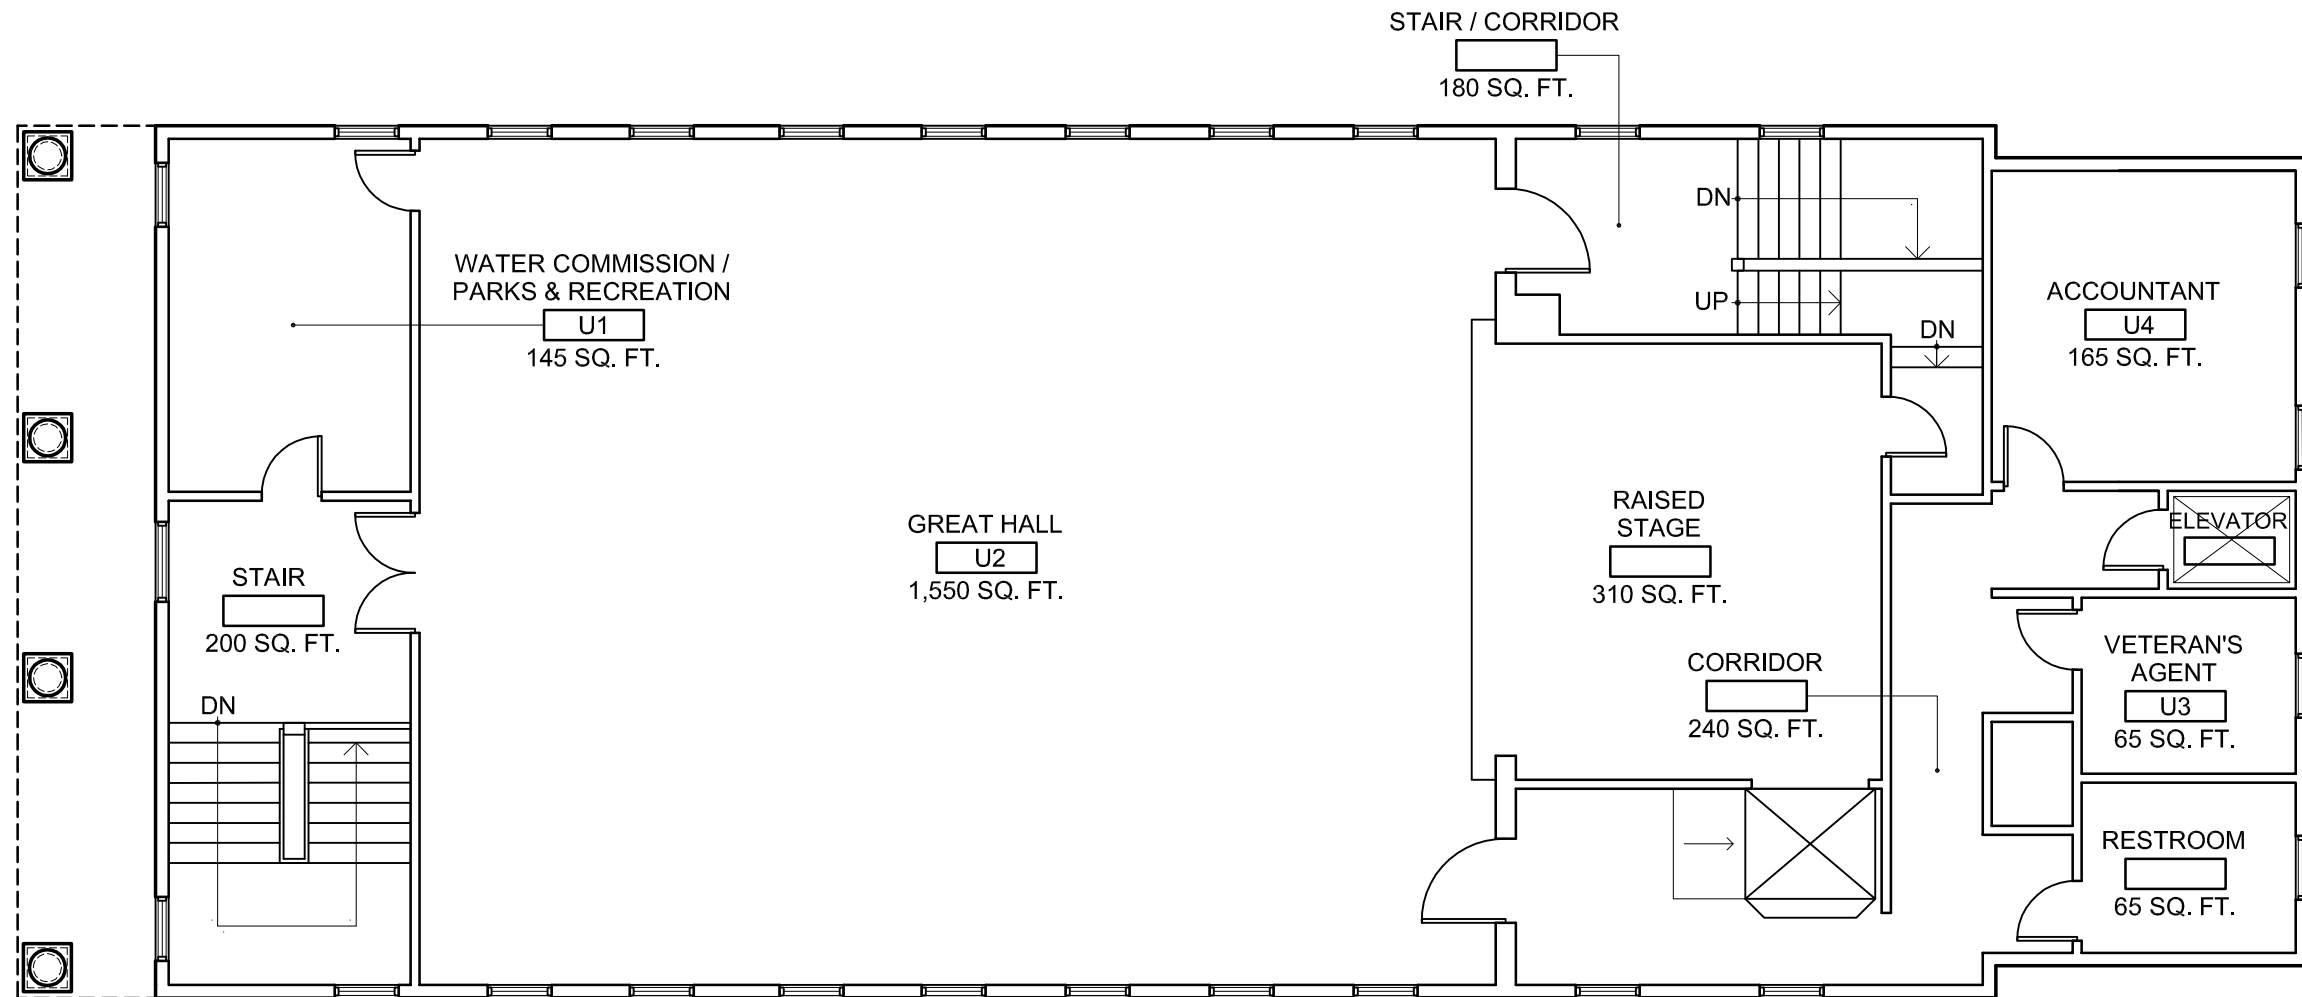 STAIR / CORRIDOR
180 SQ. FT.
WATER COMMISSION /
PARKS & RECREATION
U1
145 SQ. FT.
DN
UP
DN
ACCOUNTANT
U4
165 SQ. FT.
GREAT HALL
U2
1,550 SQ. FT.
RAISED
STAGE
310 SQ. FT.
ELEVATOR
STAIR
200 SQ. FT.
DN
CORRIDOR
240 SQ. FT.
VETERAN'S
AGENT
U3
65 SQ. FT.
RESTROOM
65 SQ. FT.